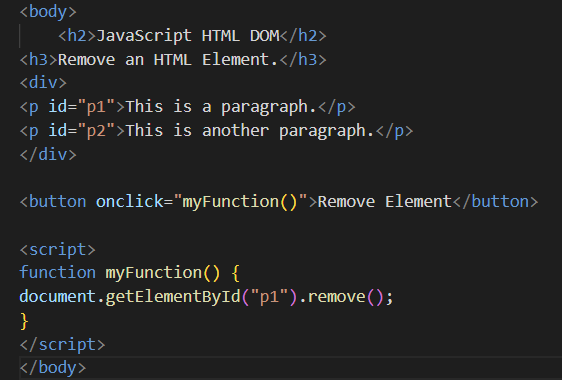 <body>
<h2>JavaScript HTML DOM</h2>
<h3>Remove an HTML Element.</h3>
<div>
<p id="p1">This is a paragraph.</p>
<p id="p2">This is another paragraph.</p>
</div>
<button onclick="myFunction()">Remove Element</button>
<script>
function myFunction() {
document.getElementById("p1").remove();
}
</script>
</body>